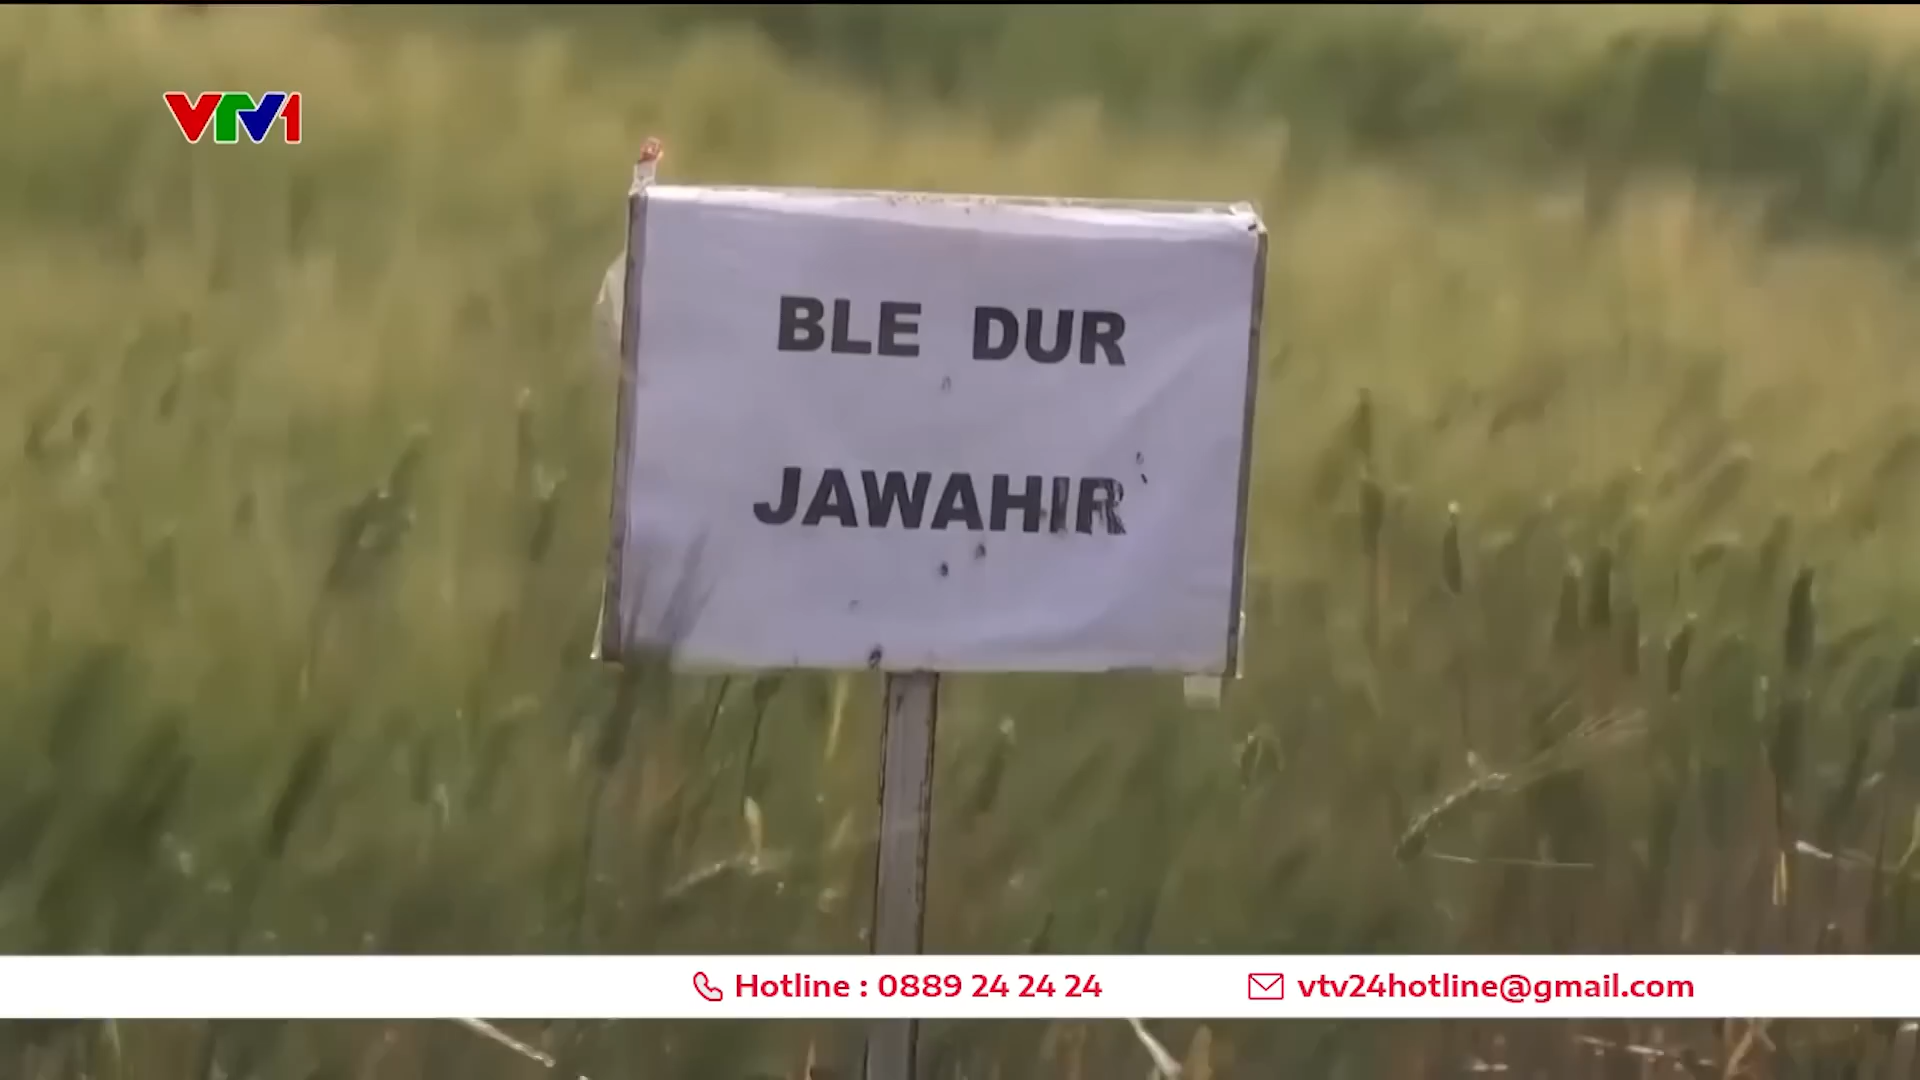 VTV1
BLE DUR
JAWAHIR
Hotline : 0889 24 24 24
vtv24hotline@gmail.com